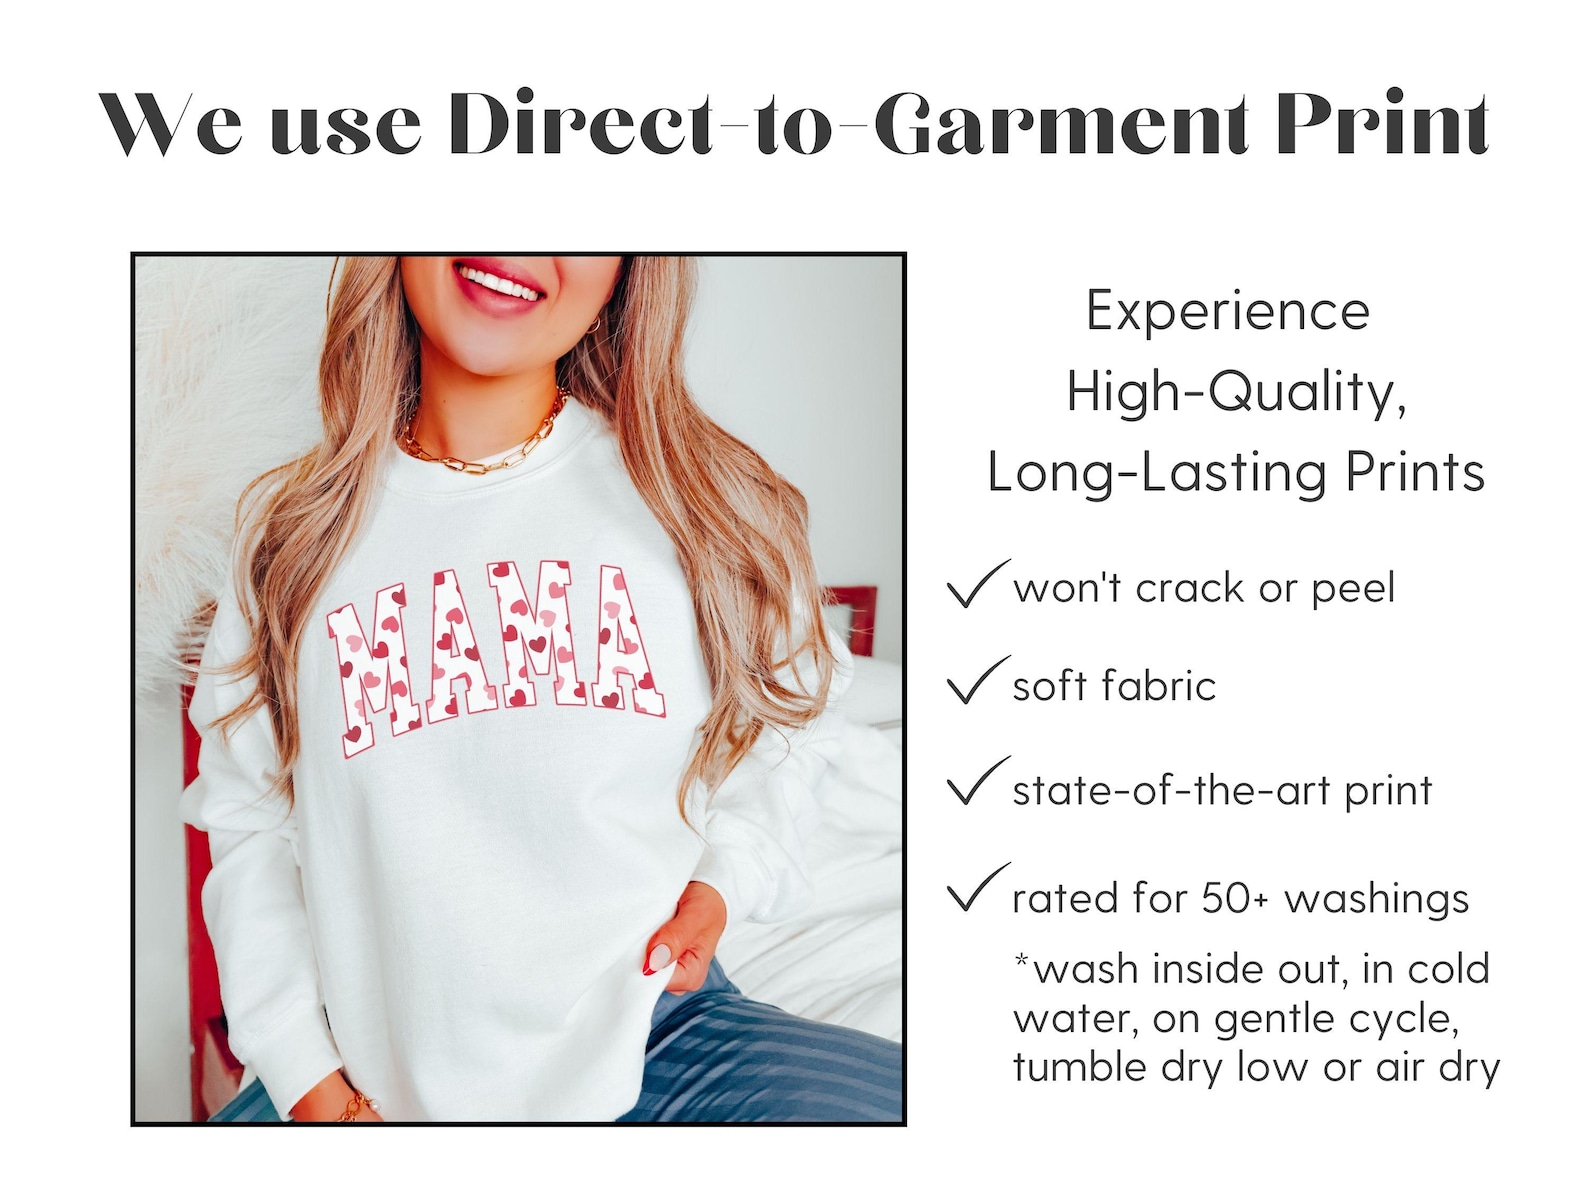 We use Direct-to-Garment Print
MAMA
Experience
High-Quality,
Long-Lasting Prints
won't crack or peel
soft fabric
state-of-the-art print
rated for 50+ washings
*wash inside out, in cold
water, on gentle cycle,
tumble dry low or air dry